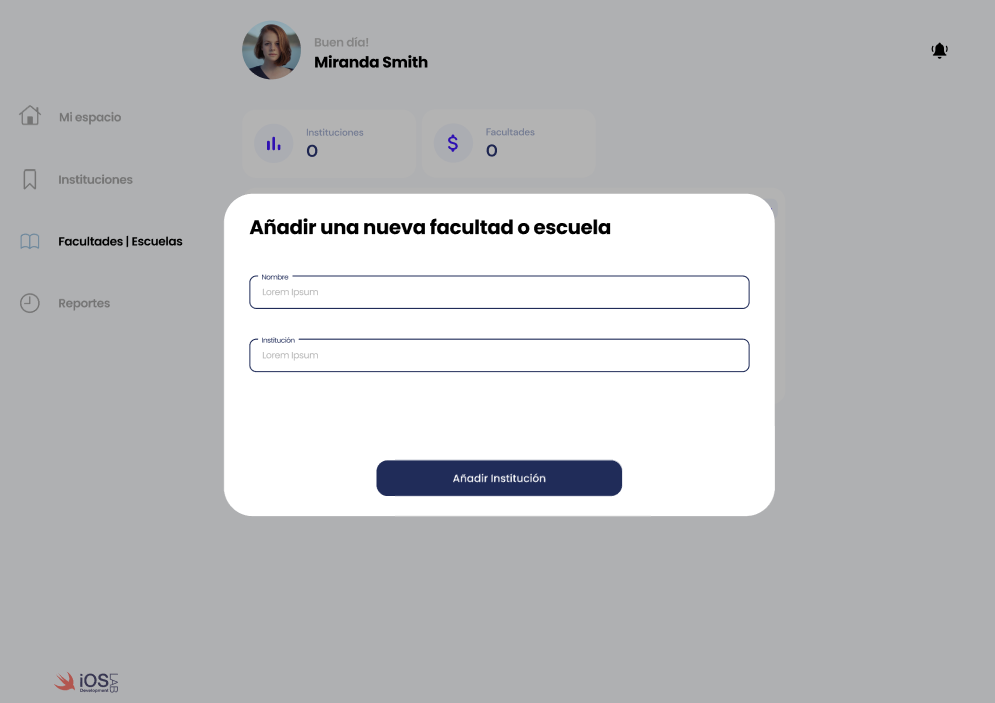 Buen día!
Miranda Smith
Mi espacio
Instituciones
Facultades | Escuelas
Reportes
Instituciones
0
Facultades
0
Añadir una nueva facultad o escuela
Nombre
Lorem Ipsum
Institución
Lorem Ipsum
Añadir Institución
iOS LAB
Development